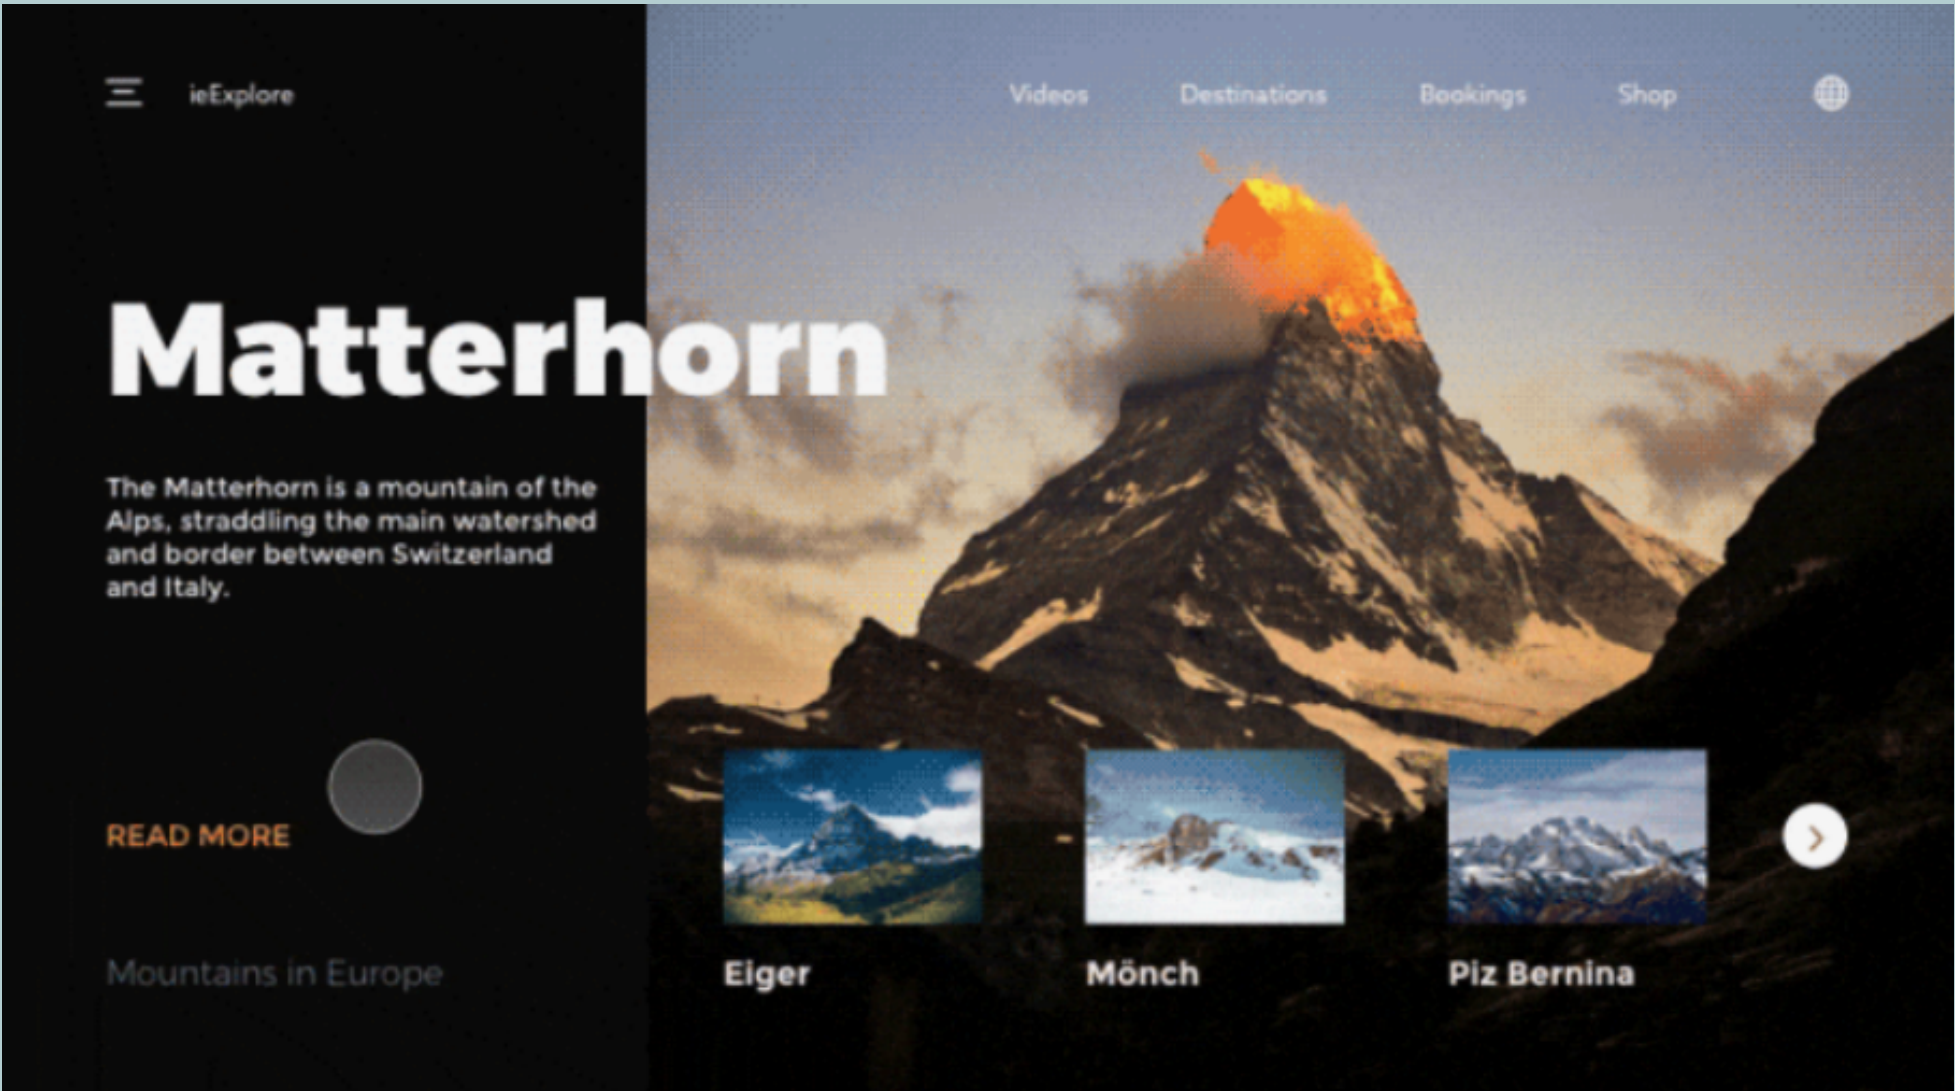 ieExplore
Videos
Destinations
Bookings
Shop
Matterhorn
The Matterhorn is a mountain of the
Alps, straddling the main watershed
and border between Switzerland
and Italy.
READ MORE
Mountains in Europe
Eiger
Mönch
Piz Bernina